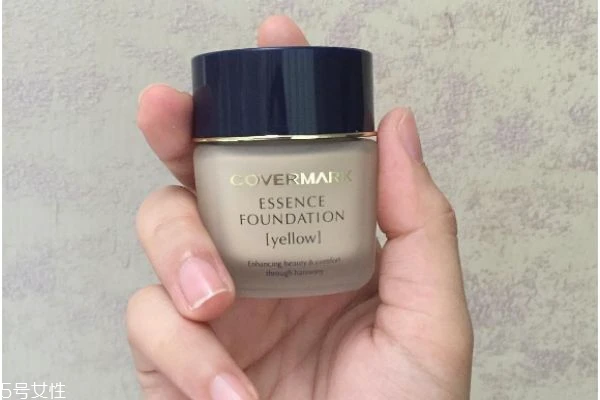 COVERMARK
ESSENCE
FOUNDATION
[yellow]
Enhancing beauty & comfort
through harmony
5号女性